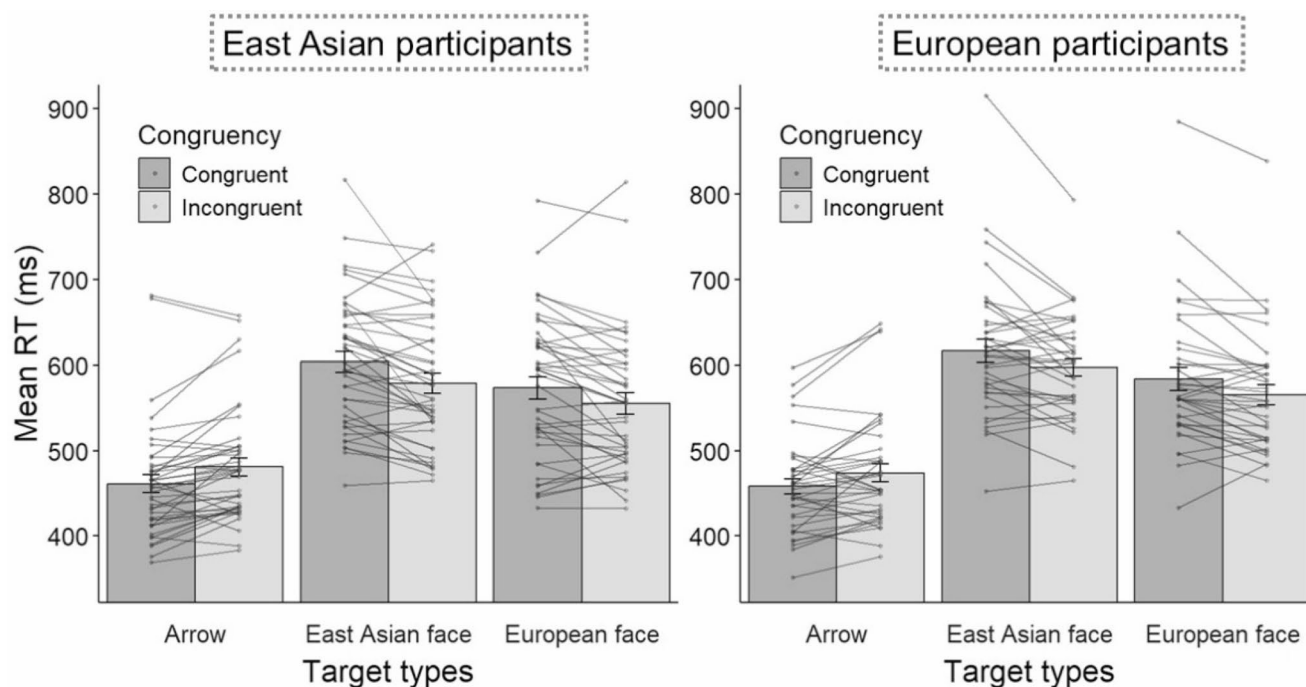 East Asian participants
European participants
Mean RT (ms)
900
800
700
600
500
400
Congruency
Congruent
Incongruent
Arrow
East Asian face
European face
Target types
900
800
700
600
500
400
Congruency
Congruent
Incongruent
Arrow
East Asian face
European face
Target types